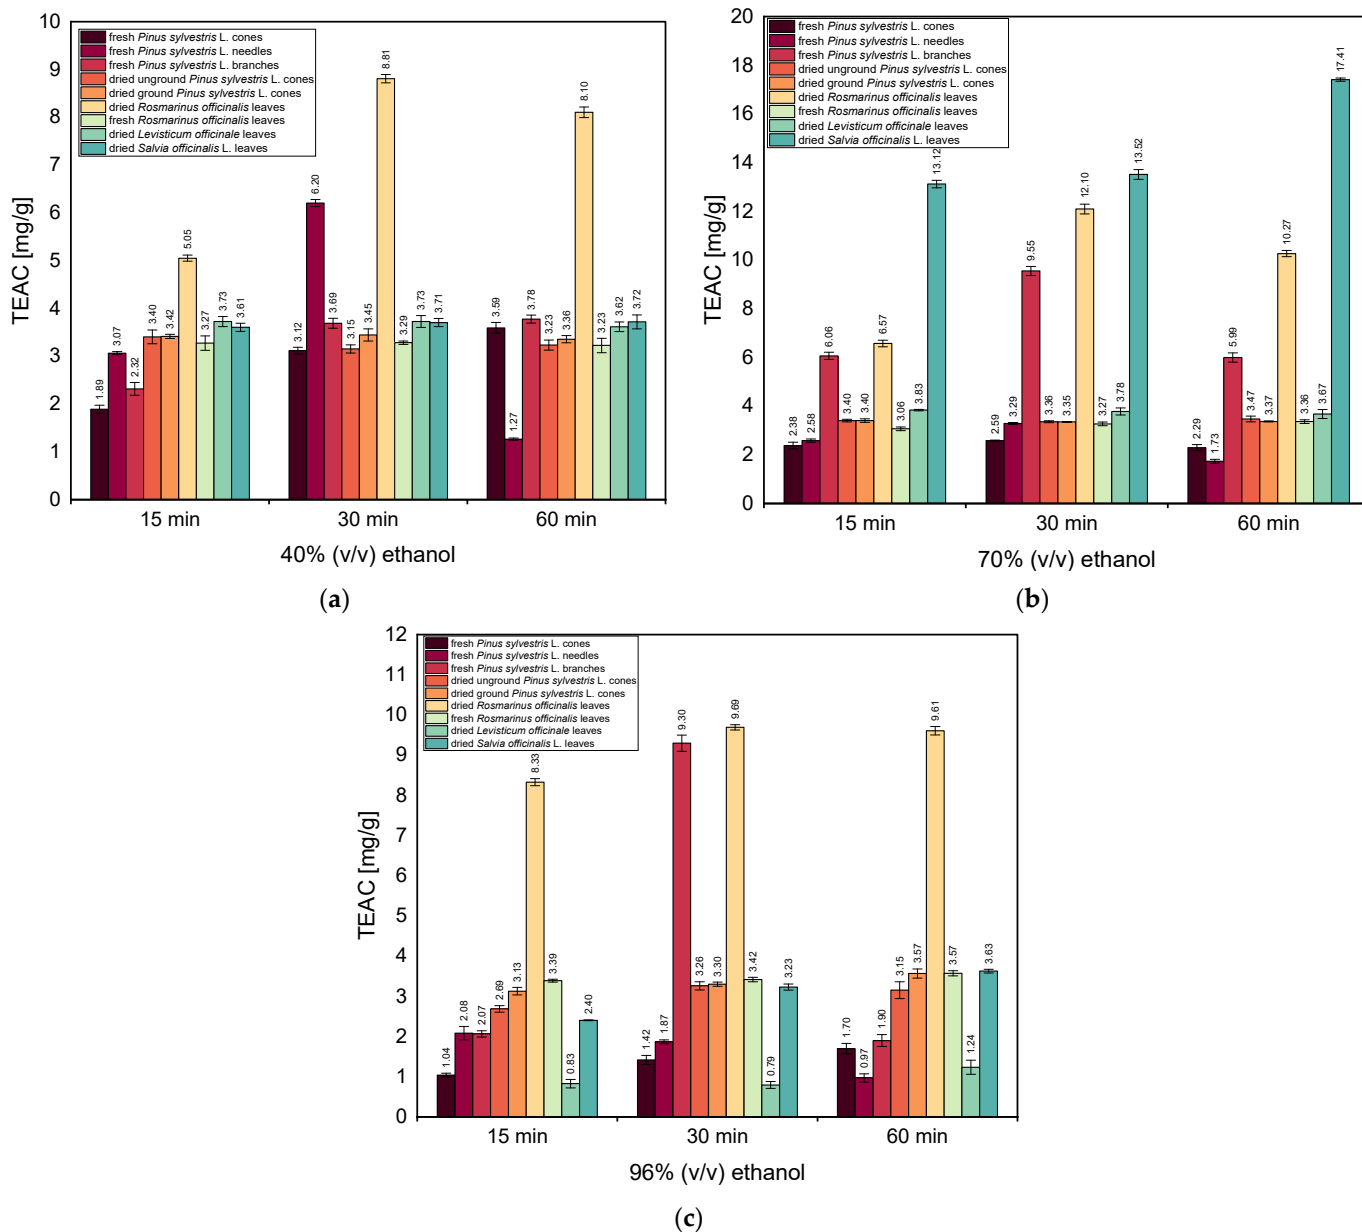 10
9
8
7
6
5
4
3
2
1
0
TEAC [mg/g]
fresh Pinus sylvestris L. cones
fresh Pinus sylvestris L. needles
fresh Pinus sylvestris L. branches
dried unground Pinus sylvestris L. cones
dried ground Pinus sylvestris L. cones
dried Rosmarinus officinalis leaves
fresh Rosmarinus officinalis leaves
dried Levisticum officinale leaves
dried Salvia officinalis L. leaves
1.89
3.07
2.32
3.40
3.42
5.05
3.27
3.73
3.61
3.12
6.20
3.69
3.15
3.45
8.81
3.29
3.73
3.71
3.59
1.27
3.78
3.23
3.36
8.10
3.23
3.62
3.72
15 min
30 min
60 min
40% (v/v) ethanol
(a)
20
18
16
14
12
10
8
6
4
2
0
TEAC [mg/g]
fresh Pinus sylvestris L. cones
fresh Pinus sylvestris L. needles
fresh Pinus sylvestris L. branches
dried unground Pinus sylvestris L. cones
dried ground Pinus sylvestris L. cones
dried Rosmarinus officinalis leaves
fresh Rosmarinus officinalis leaves
dried Levisticum officinale leaves
dried Salvia officinalis L. leaves
2.38
2.58
6.06
3.40
3.40
6.57
3.06
3.83
13.12
2.59
3.29
9.55
3.36
3.35
12.10
3.27
3.78
13.52
2.29
1.73
5.99
3.47
3.37
10.27
3.36
3.67
17.41
15 min
30 min
60 min
70% (v/v) ethanol
(b)
12
11
10
9
8
7
6
5
4
3
2
1
0
TEAC [mg/g]
fresh Pinus sylvestris L. cones
fresh Pinus sylvestris L. needles
fresh Pinus sylvestris L. branches
dried unground Pinus sylvestris L. cones
dried ground Pinus sylvestris L. cones
dried Rosmarinus officinalis leaves
fresh Rosmarinus officinalis leaves
dried Levisticum officinale leaves
dried Salvia officinalis L. leaves
1.04
2.08
2.07
2.69
3.13
8.33
3.39
0.83
2.40
1.42
1.87
9.30
3.26
3.30
9.69
3.42
0.79
3.23
1.70
0.97
1.90
3.15
3.57
9.61
3.57
1.24
3.63
15 min
30 min
60 min
96% (v/v) ethanol
(c)